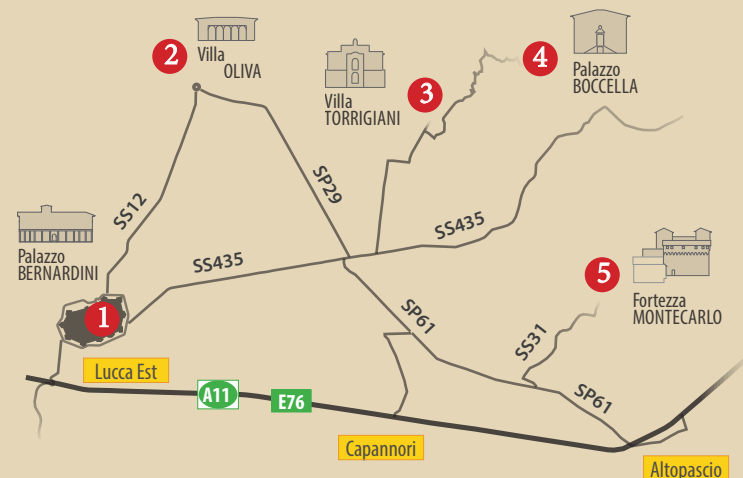 2
Villa
OLIVA
Villa
TORRIGIANI
3
4
Palazzo
BOCCELLA
SS12
SP29
Palazzo
BERNARDINI
SS435
SS435
1
SP61
5
Fortezza
MONTECARLO
SS31
SP61
Lucca Est
A11
E76
Capannori
Altopascio